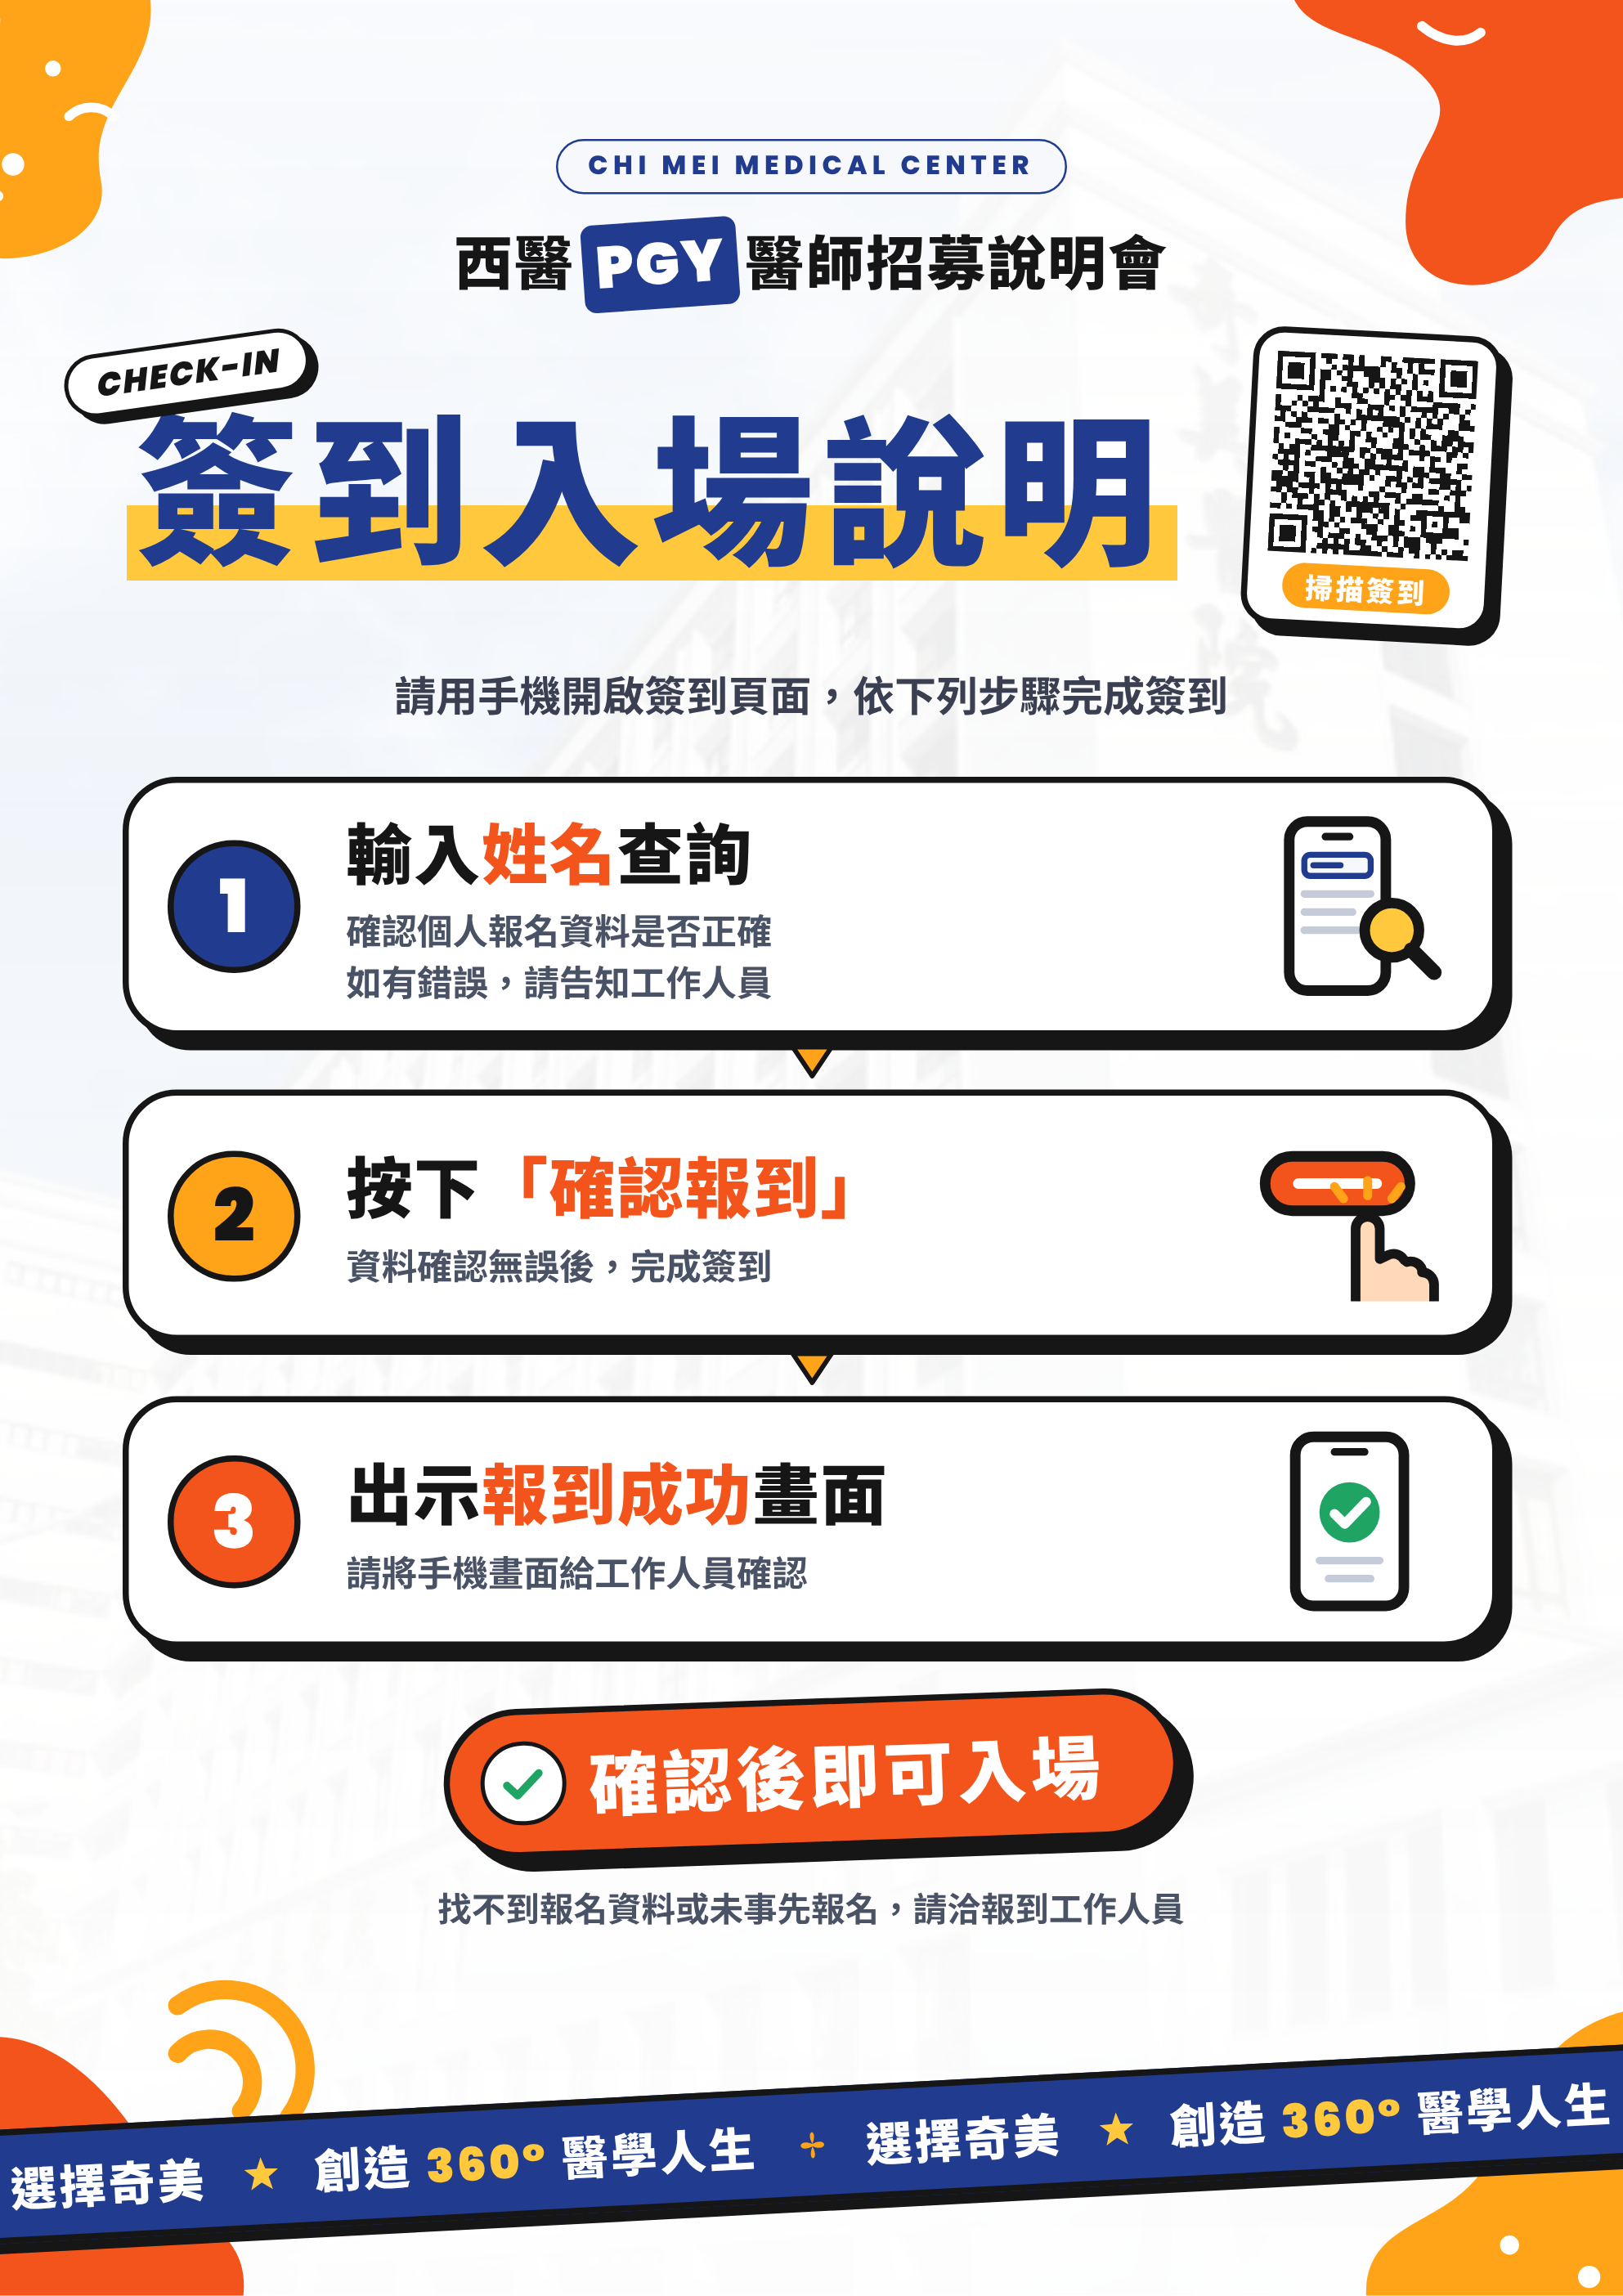 CHI MEI MEDICAL CENTER
西醫PGY醫師招募說明會
CHECK-IN
簽到入場說明
掃描簽到
請用手機開啟簽到頁面，依下列步驟完成簽到
1
輸入姓名查詢
確認個人報名資料是否正確
如有錯誤，請告知工作人員
2
按下「確認報到」
資料確認無誤後，完成簽到
3
出示報到成功畫面
請將手機畫面給工作人員確認
確認後即可入場
找不到報名資料或未事先報名，請洽報到工作人員
選擇奇美 ★ 創造 360° 醫學人生 ✢ 選擇奇美 ★ 創造 360° 醫學人生
奇美醫院